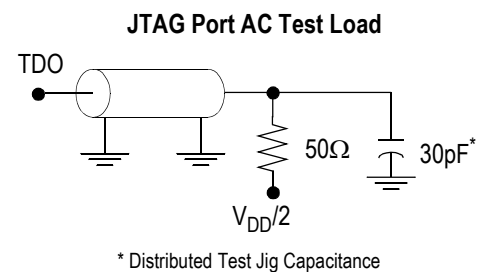 JTAG Port AC Test Load
TDO
50Ω
30pF*
VDD/2
* Distributed Test Jig Capacitance